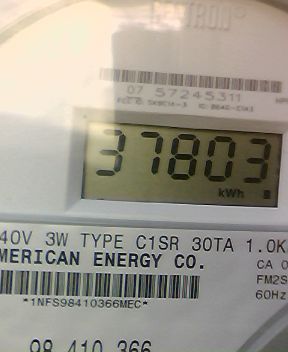 07 57245311
37803
kWh
40V 3W TYPE C1SR 30TA 1.0K
MERICAN ENERGY CO.
CA 0
FM2S
60Hz
*1NFS98410366MEC*
98 410 366